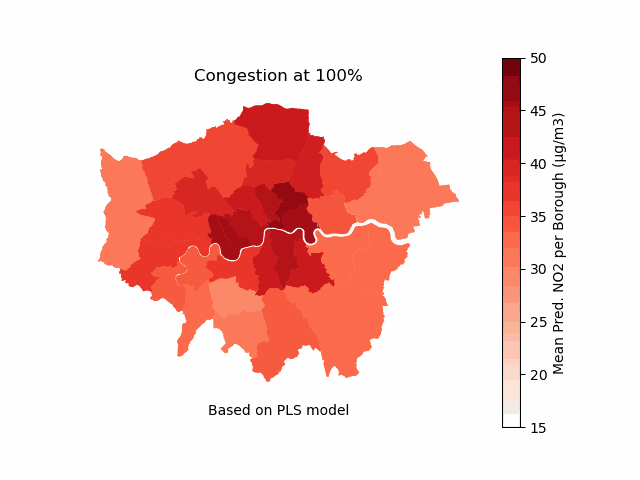 Congestion at 100%
50
45
40
35
30
25
20
15
Mean Pred. NO2 per Borough (μg/m3)
Based on PLS model